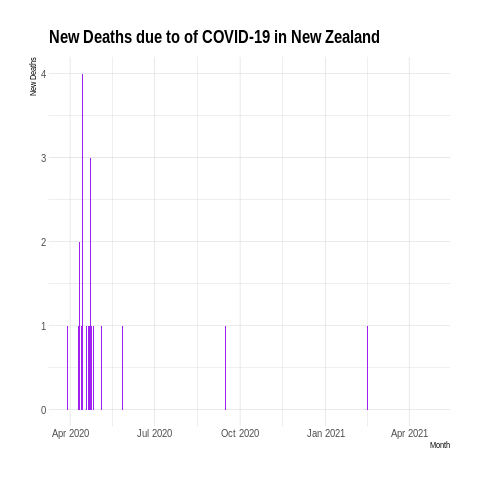 New Deaths due to of COVID-19 in New Zealand
New Deaths
4
3
2
1
0
Apr 2020 Jul 2020 Oct 2020 Jan 2021 Apr 2021
Month